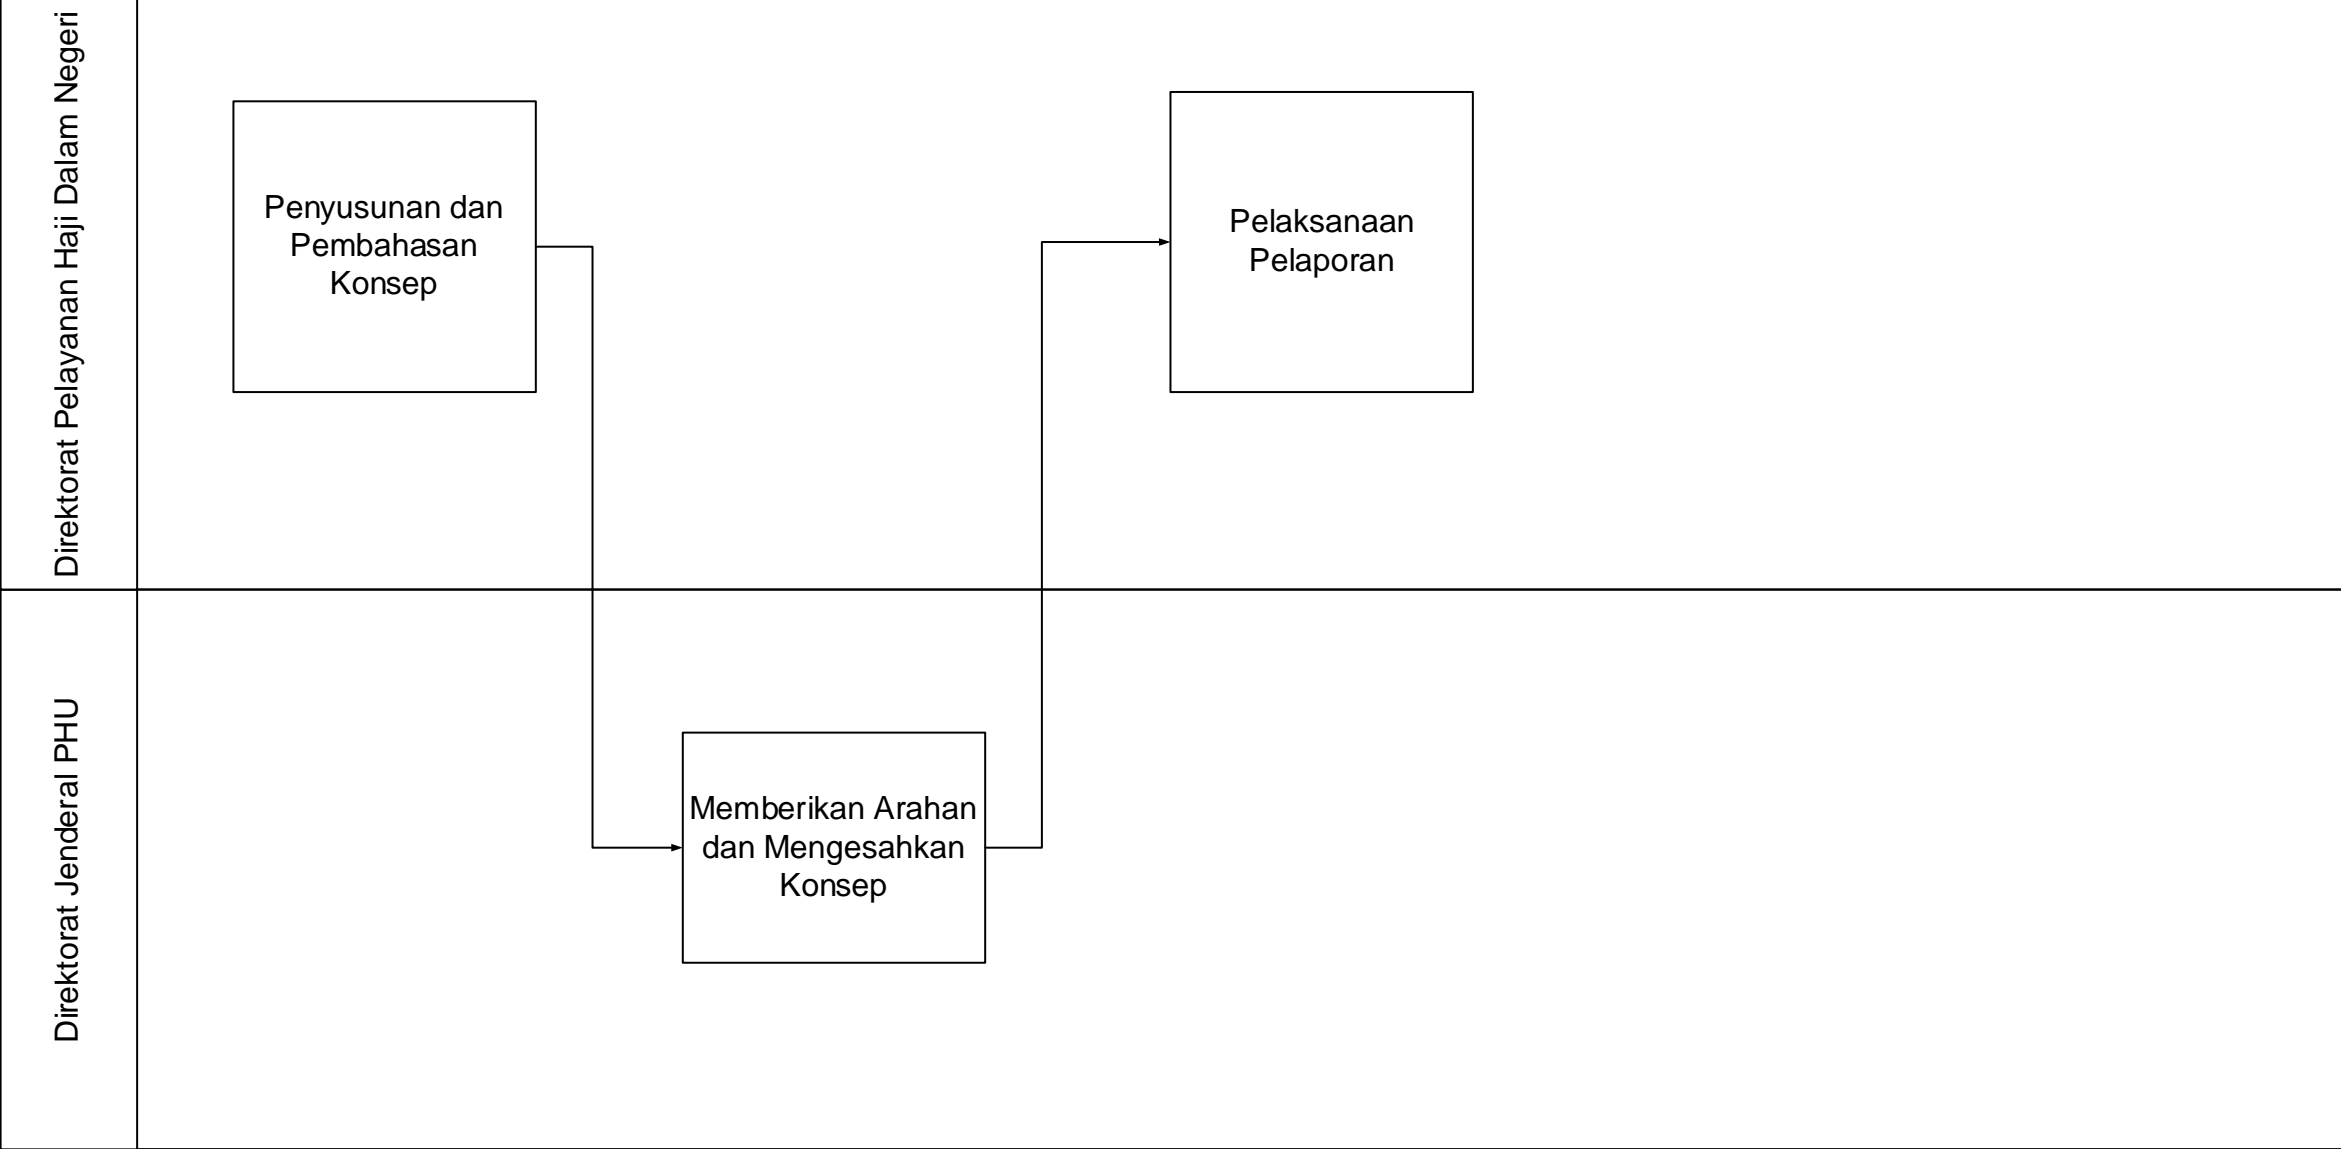 Direktorat Pelayanan Haji Dalam Negeri
Penyusunan dan
Pembahasan
Konsep
Pelaksanaan
Pelaporan
Direktorat Jenderal PHU
Memberikan Arahan
dan Mengesahkan
Konsep